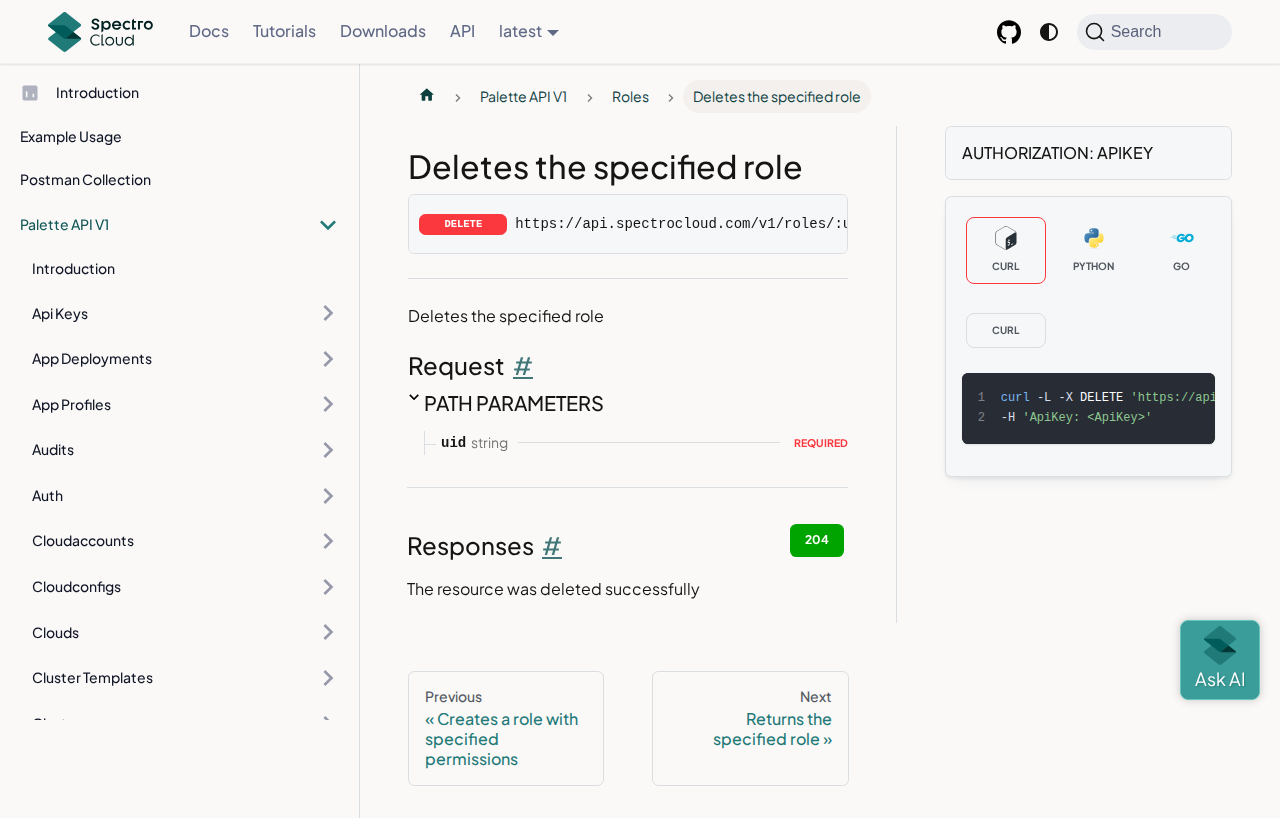 Spectro Cloud
Docs
Tutorials
Downloads
API
latest
Search
Introduction
Example Usage
Postman Collection
Palette API V1
Introduction
Api Keys
App Deployments
App Profiles
Audits
Auth
Cloudaccounts
Cloudconfigs
Clouds
Cluster Templates
Palette API V1
Roles
Deletes the specified role
Deletes the specified role
DELETE https://api.spectrocloud.com/v1/roles/:u
Deletes the specified role
Request #
PATH PARAMETERS
uid string REQUIRED
Responses #
204
The resource was deleted successfully
Previous
« Creates a role with
specified
permissions
Next
Returns the
specified role »
AUTHORIZATION: APIKEY
CURL
PYTHON
GO
CURL
1 curl -L -X DELETE 'https://api
2 -H 'ApiKey: <ApiKey>'
Ask AI